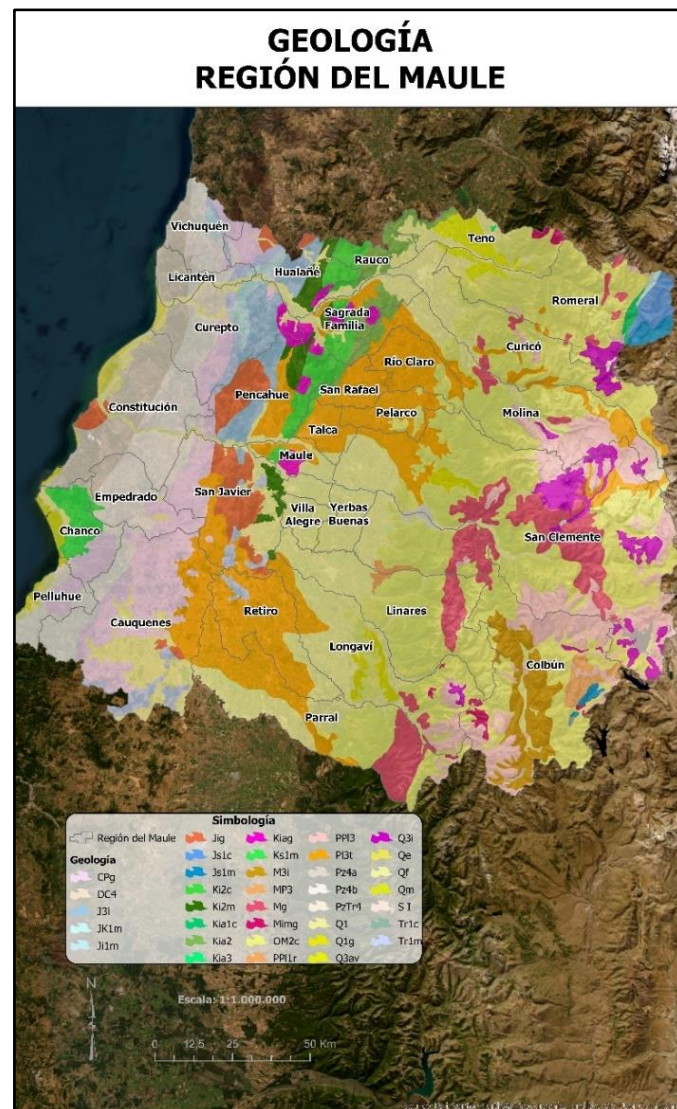 GEOLOGÍA
REGIÓN DEL MAULE
Vichuquén
Teno
Licantén
Hualañé
Rauco
Romeral
Curepto
Sagrada
Familia
Curicó
Río Claro
Pencahue
San Rafael
Molina
Constitución
Pelarco
Talca
Maule
Empedrado
San Javier
Villa
Alegre
Yerbas
Buenas
San Clemente
Chanco
Pelluhue
Retiro
Linares
Cauquenes
Longaví
Colbún
Parral
Simbología
Región del Maule
Geología
CPg
DC4
J3i
JK1m
Ji1m
Jig
Js1c
Js1m
Ki2c
Ki2m
Kia1c
Kia2
Kia3
Kiag
Ks1m
M3i
MP3
Mg
Mimg
OM2c
PPl1r
PPl3
Pl3t
Pz4a
Pz4b
PzTr4
Q1
Q1g
Q3av
Q3i
Qe
Qf
Qm
S I
Tr1c
Tr1m
N
Escala: 1:1.000.000
0 12,5 25 50 Km